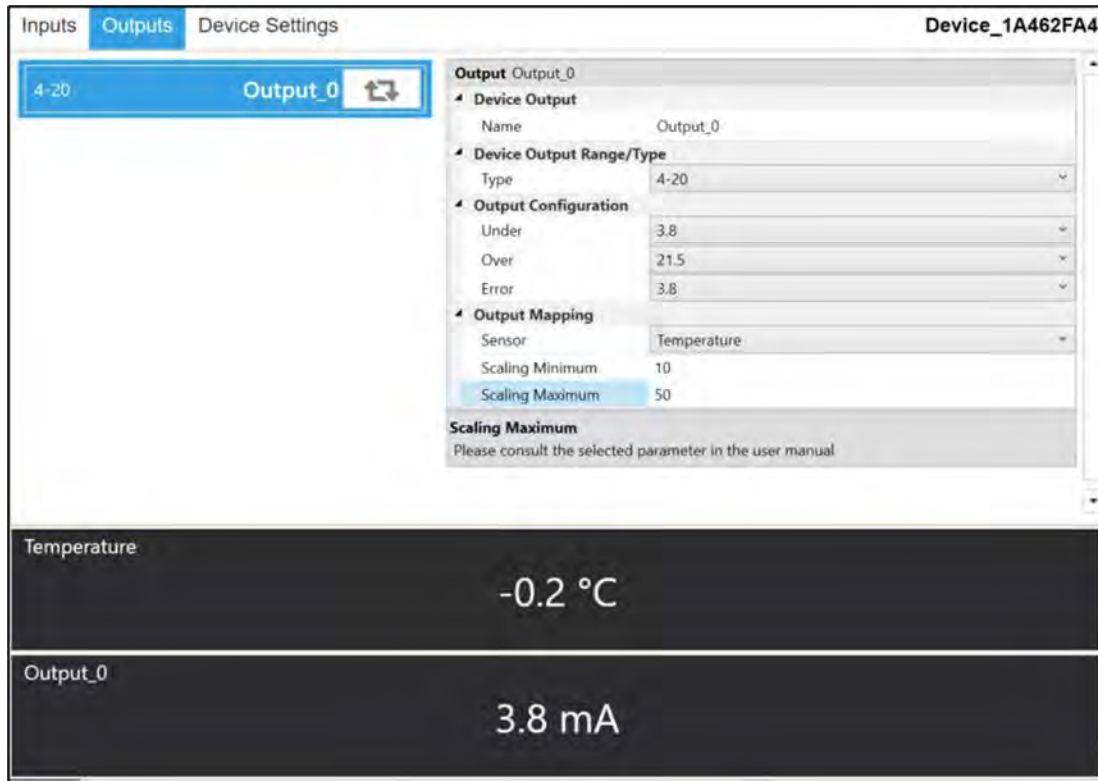 Inputs Outputs Device Settings Device_1A462FA4
4-20 Output_0
Output Output_0
Device Output
Name Output_0
Device Output Range/Type
Type 4-20
Output Configuration
Under 3.8
Over 21.5
Error 3.8
Output Mapping
Sensor Temperature
Scaling Minimum 10
Scaling Maximum 50
Scaling Maximum
Please consult the selected parameter in the user manual
Temperature
-0.2 °C
Output_0
3.8 mA